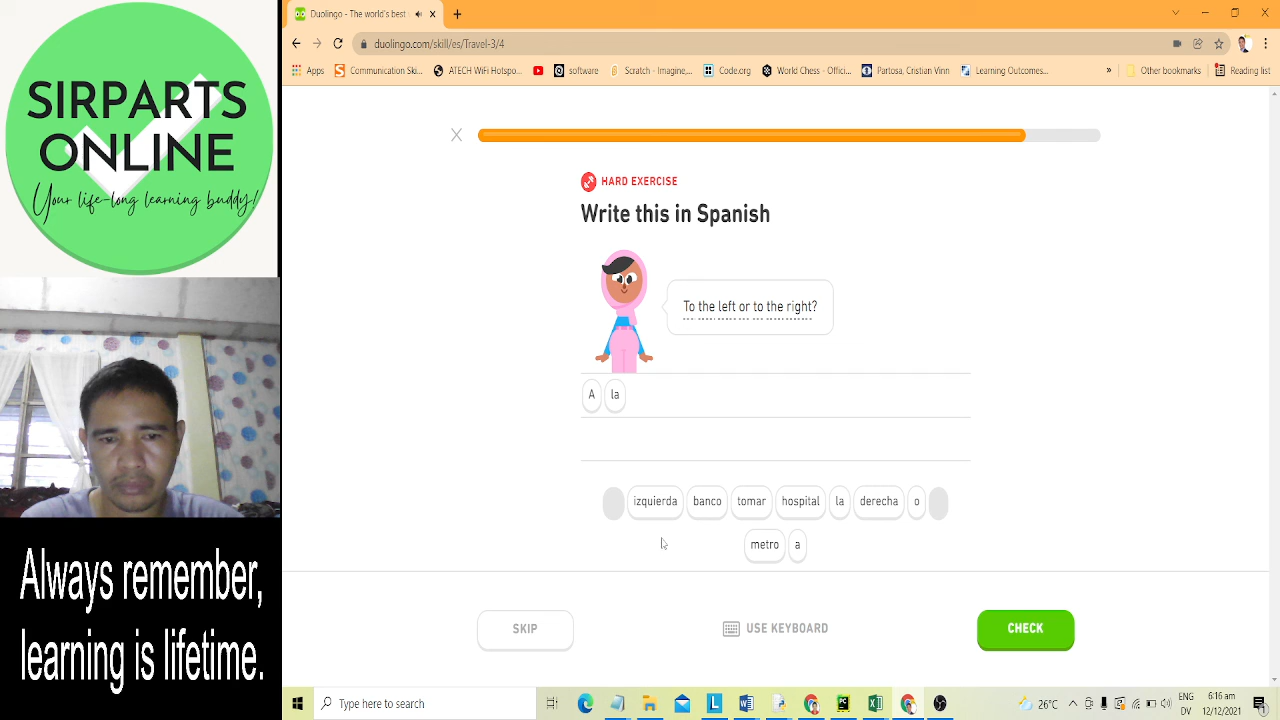 SIRPARTS
ONLINE
Your life-long learning buddy!
Always remember,
learning is lifetime.
Duolingo - The world's best
duolingo.com/skill/es/Travel-3/4
Apps
Communication Ski...
ATECH WiFi Hotspo...
software
Scratch - Imagine,...
Codz.org
World Chess - Offici...
Partosa, Christian Vinn
Learning Outcomes...
»
Other bookmarks
Reading list
X
HARD EXERCISE
Write this in Spanish
To the left or to the right?
A la
izquierda banco tomar hospital la derecha o
metro a
SKIP
USE KEYBOARD
CHECK
Type here to search
26°C
ENG
DV
6:16 am
12/12/2021